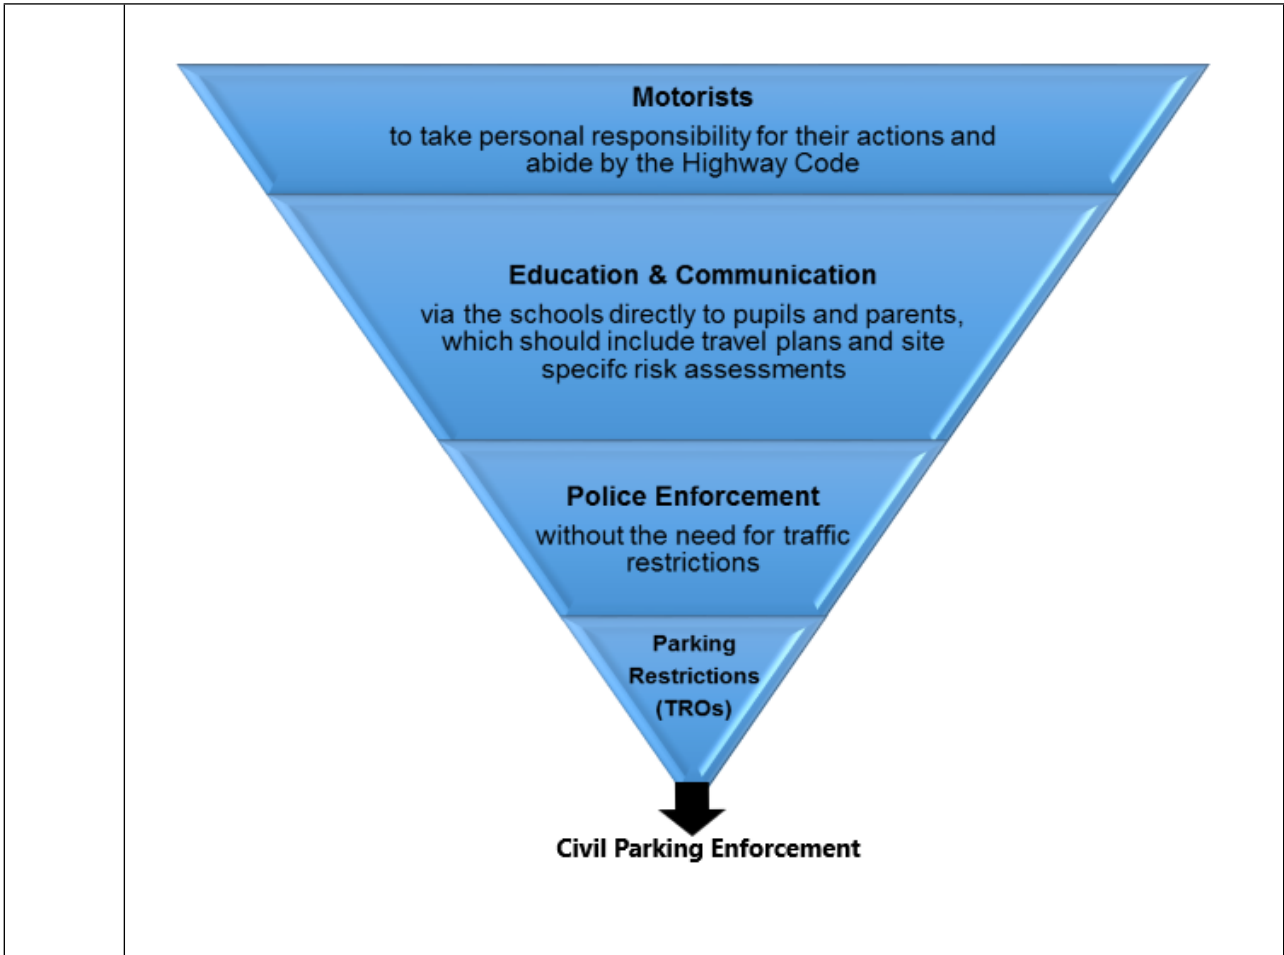 Motorists
to take personal responsibility for their actions and
abide by the Highway Code
Education & Communication
via the schools directly to pupils and parents,
which should include travel plans and site
specifc risk assessments
Police Enforcement
without the need for traffic
restrictions
Parking
Restrictions
(TROs)
Civil Parking Enforcement